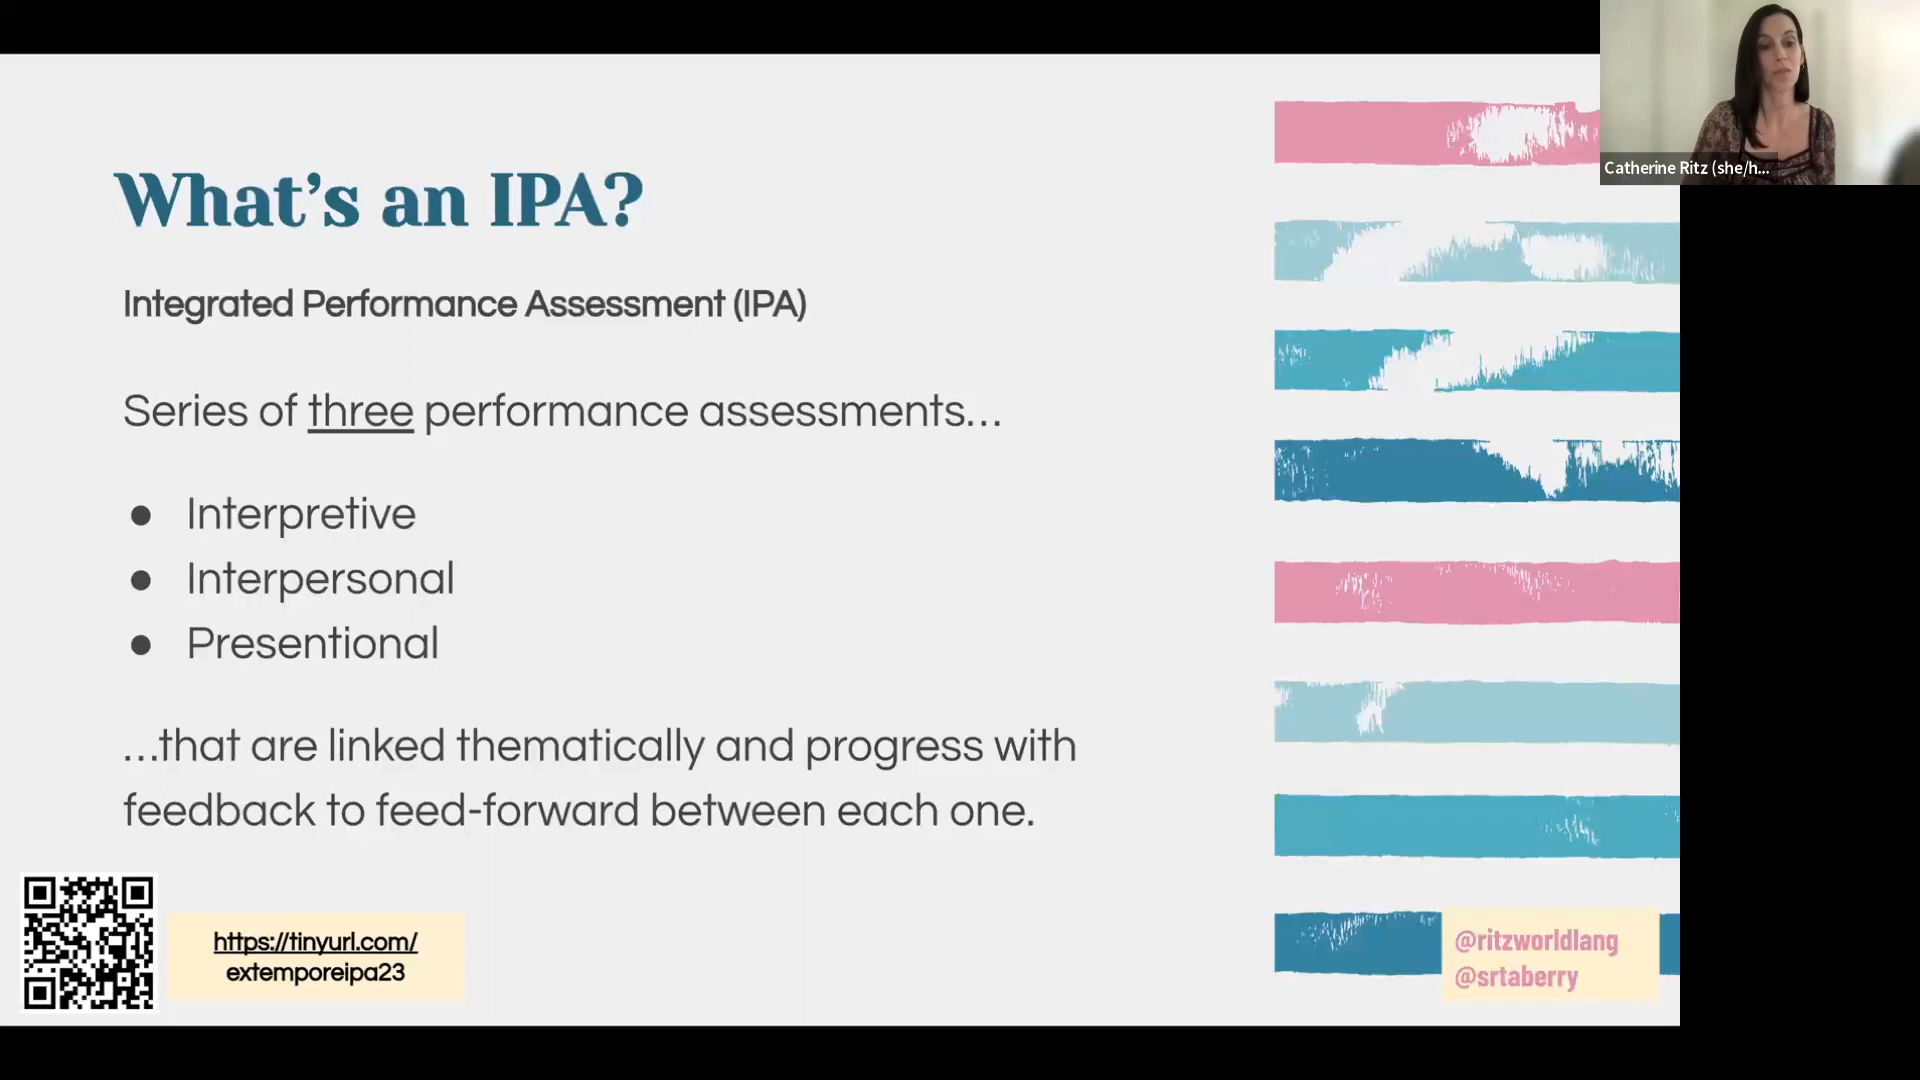 What's an IPA?
Integrated Performance Assessment (IPA)
Series of three performance assessments…
● Interpretive
● Interpersonal
● Presentional
…that are linked thematically and progress with
feedback to feed-forward between each one.
https://tinyurl.com/
extemporeipa23
@ritzworldlang
@srtaberry
Catherine Ritz (she/h...